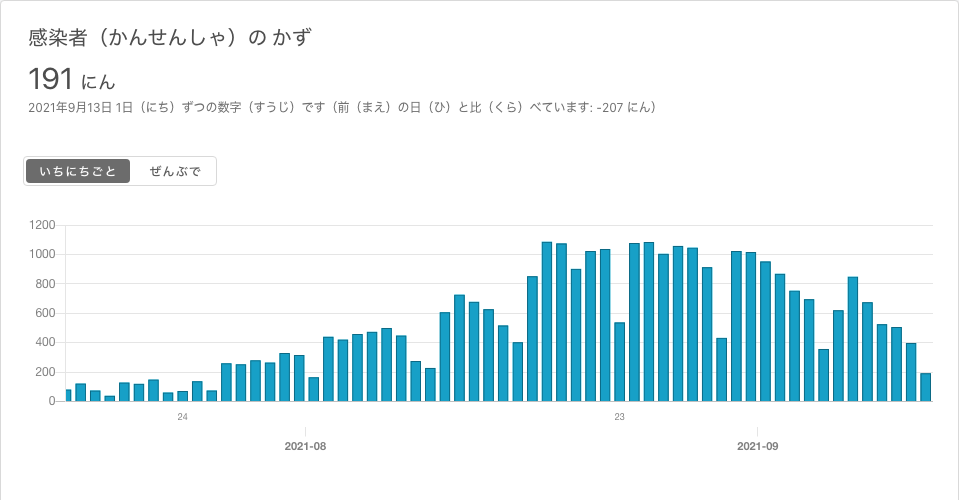 感染者（かんせんしゃ）の かず
191 にん
2021年9月13日 1日（にち）ずつの数字（すうじ）です（前（まえ）の日（ひ）と比（くら）べています: -207 にん）
いちにちごと ぜんぶで
1200
1000
800
600
400
200
0
24 23
2021-08 2021-09